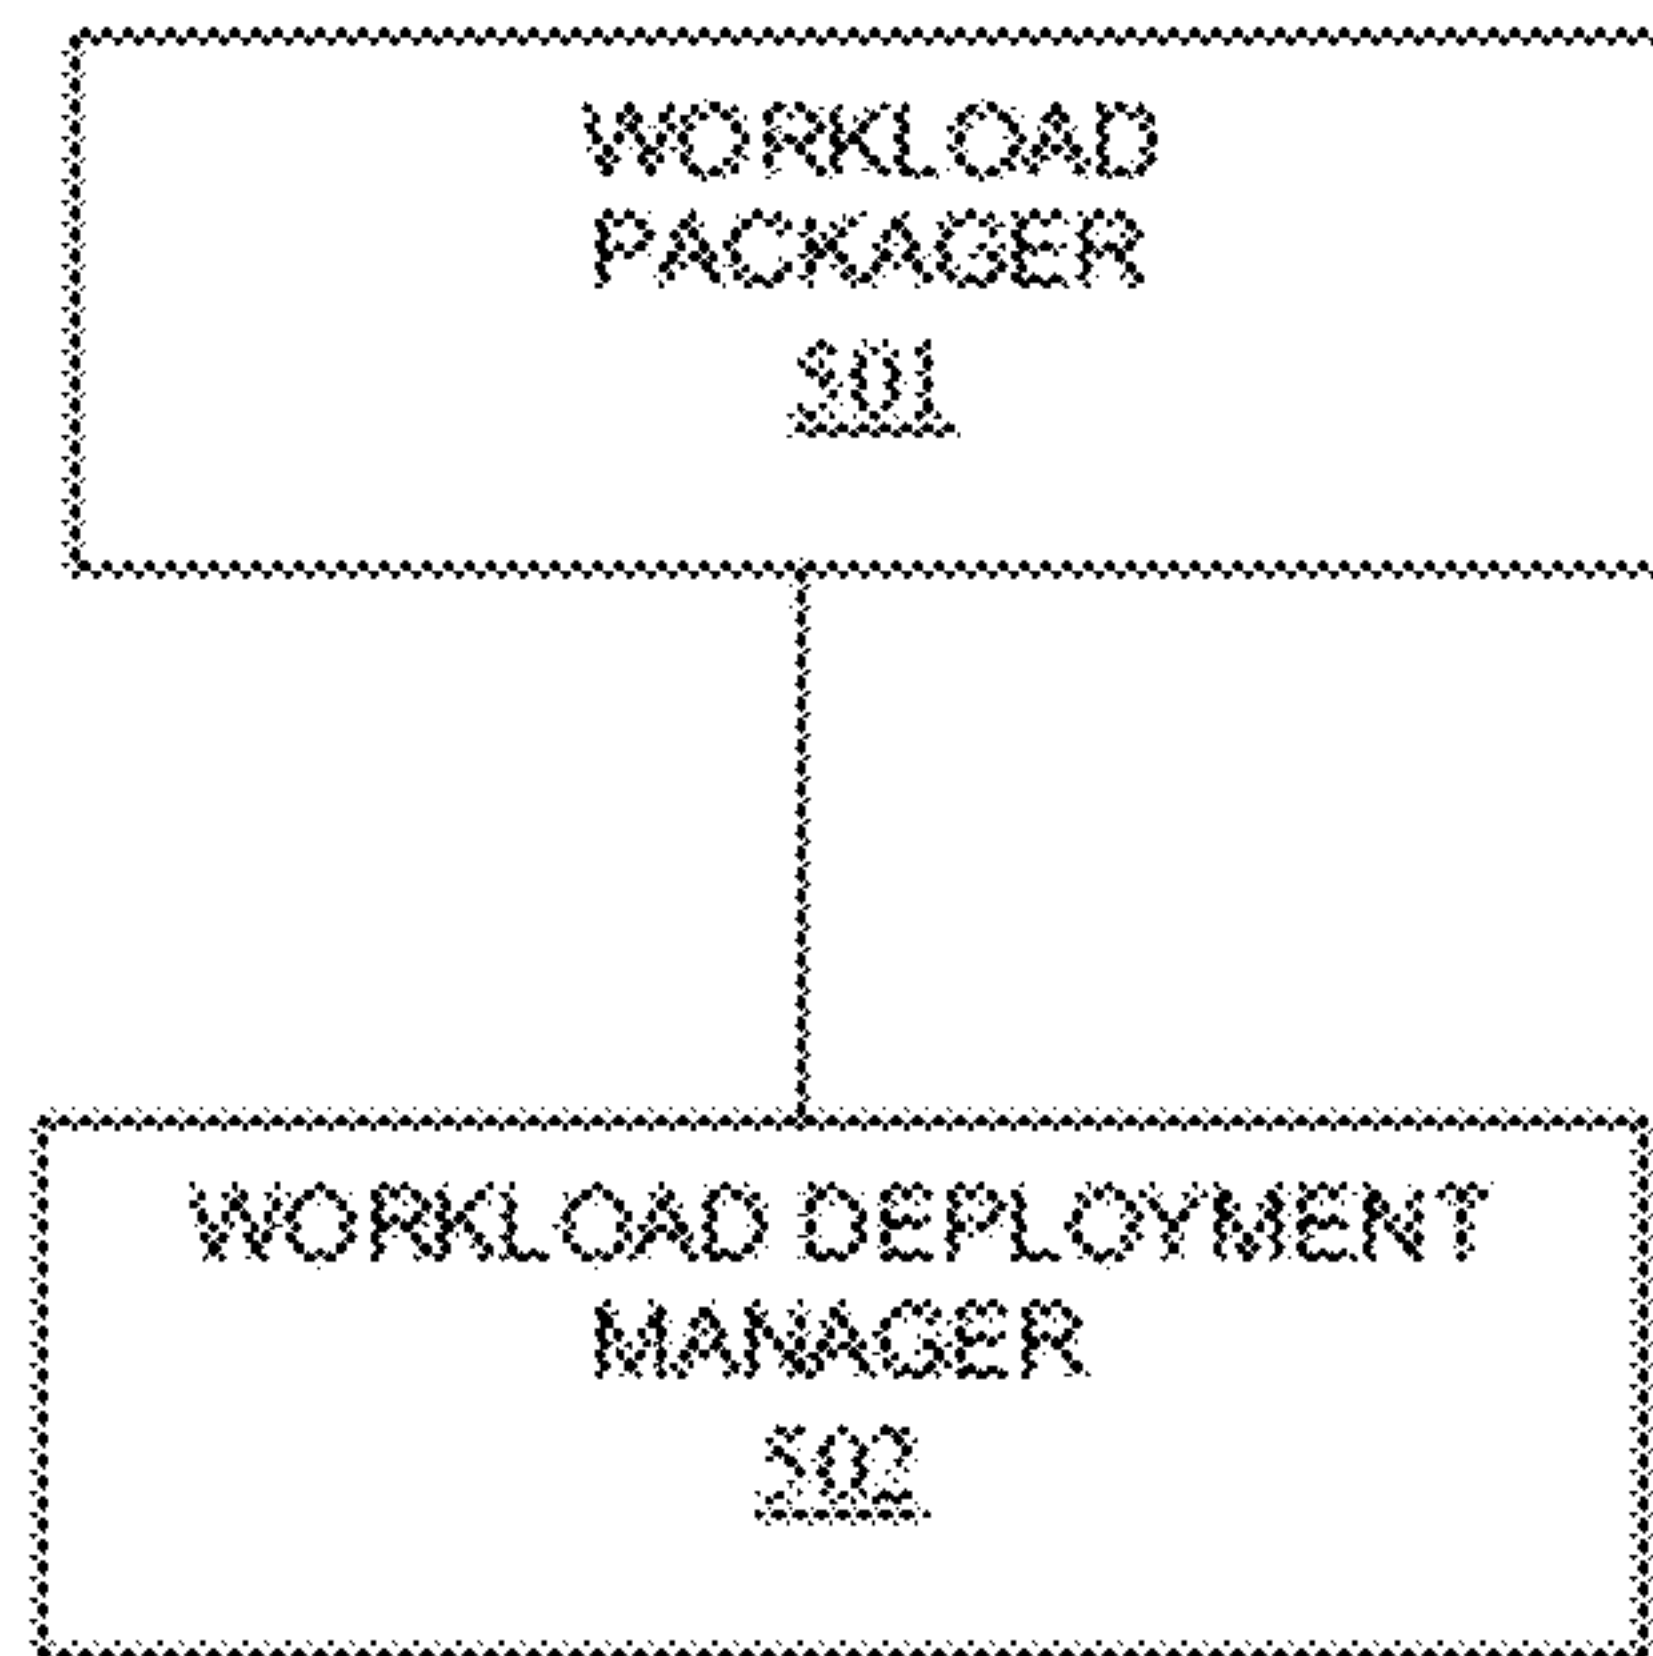 WORKLOAD
PACKAGER
501
WORKLOAD DEPLOYMENT
MANAGER
502